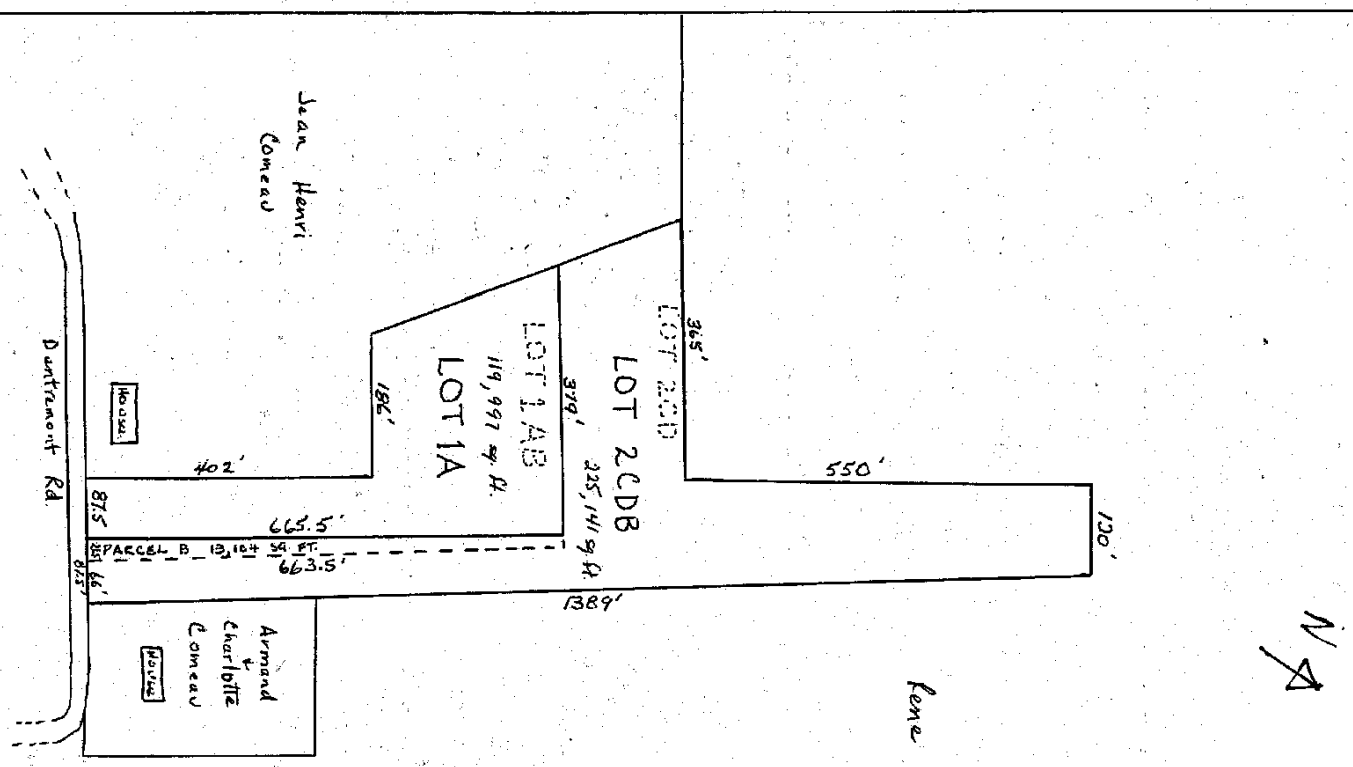 Jean Henri
Comeau
Dentremont Rd.
House
402'
87.5'
186'
LOT 1A
119,997 sq. ft.
LOT 1AB
379'
LOT 2CDB
225,141 sq. ft.
LOT 2CD
365'
550'
130'
665.5'
PARCEL B 13,104 SQ. FT.
663.5'
66'
87.5'
1389'
Armand
+
Charlotte
Comeau
House
Rene
N